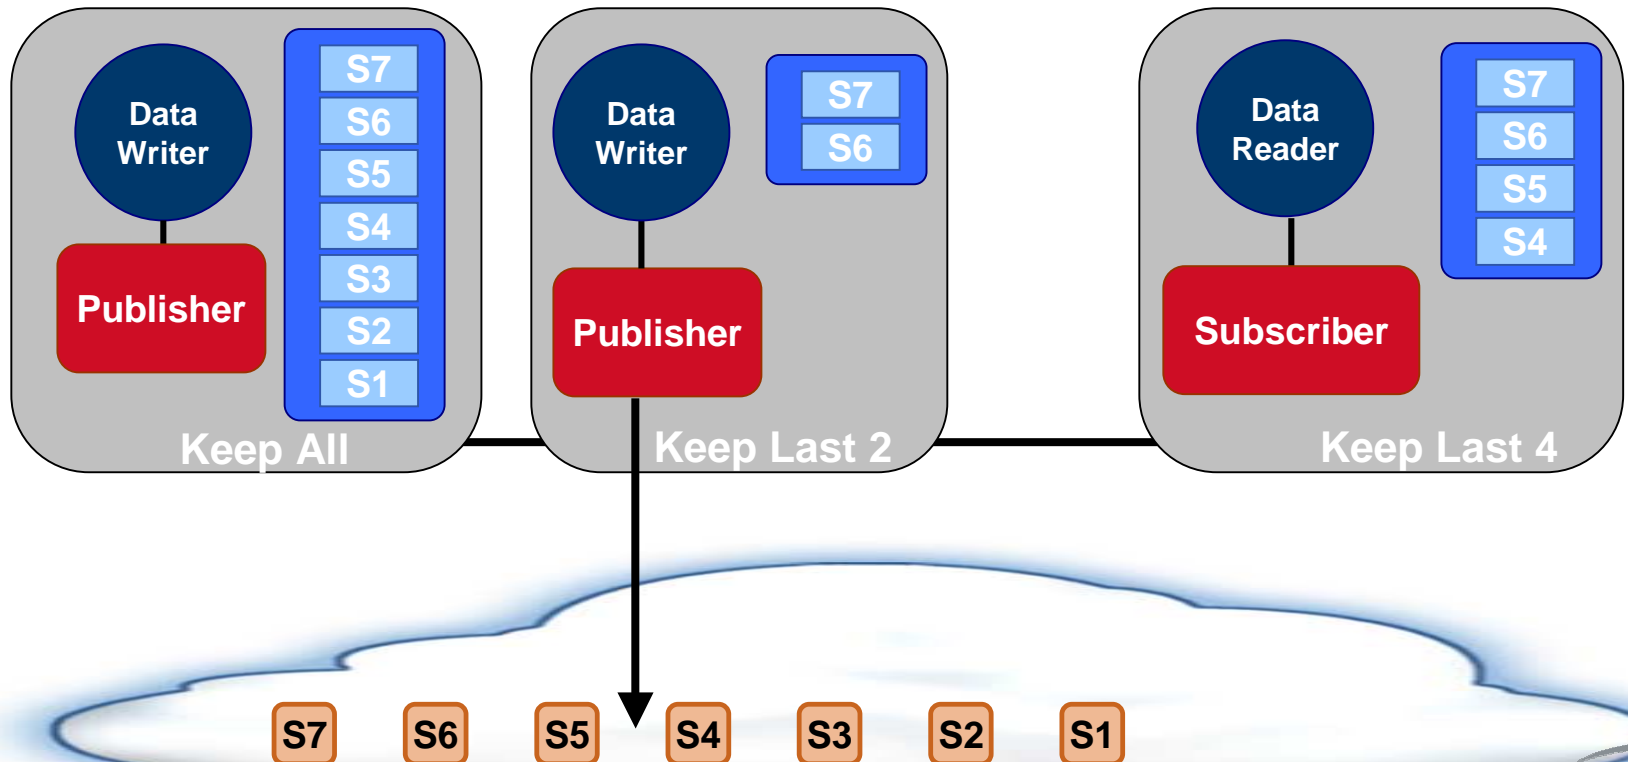 Data
Writer
Publisher
S7
S6
S5
S4
S3
S2
S1
Keep All
Data
Writer
Publisher
S7
S6
Keep Last 2
Data
Reader
Subscriber
S7
S6
S5
S4
Keep Last 4
S7 S6 S5 S4 S3 S2 S1